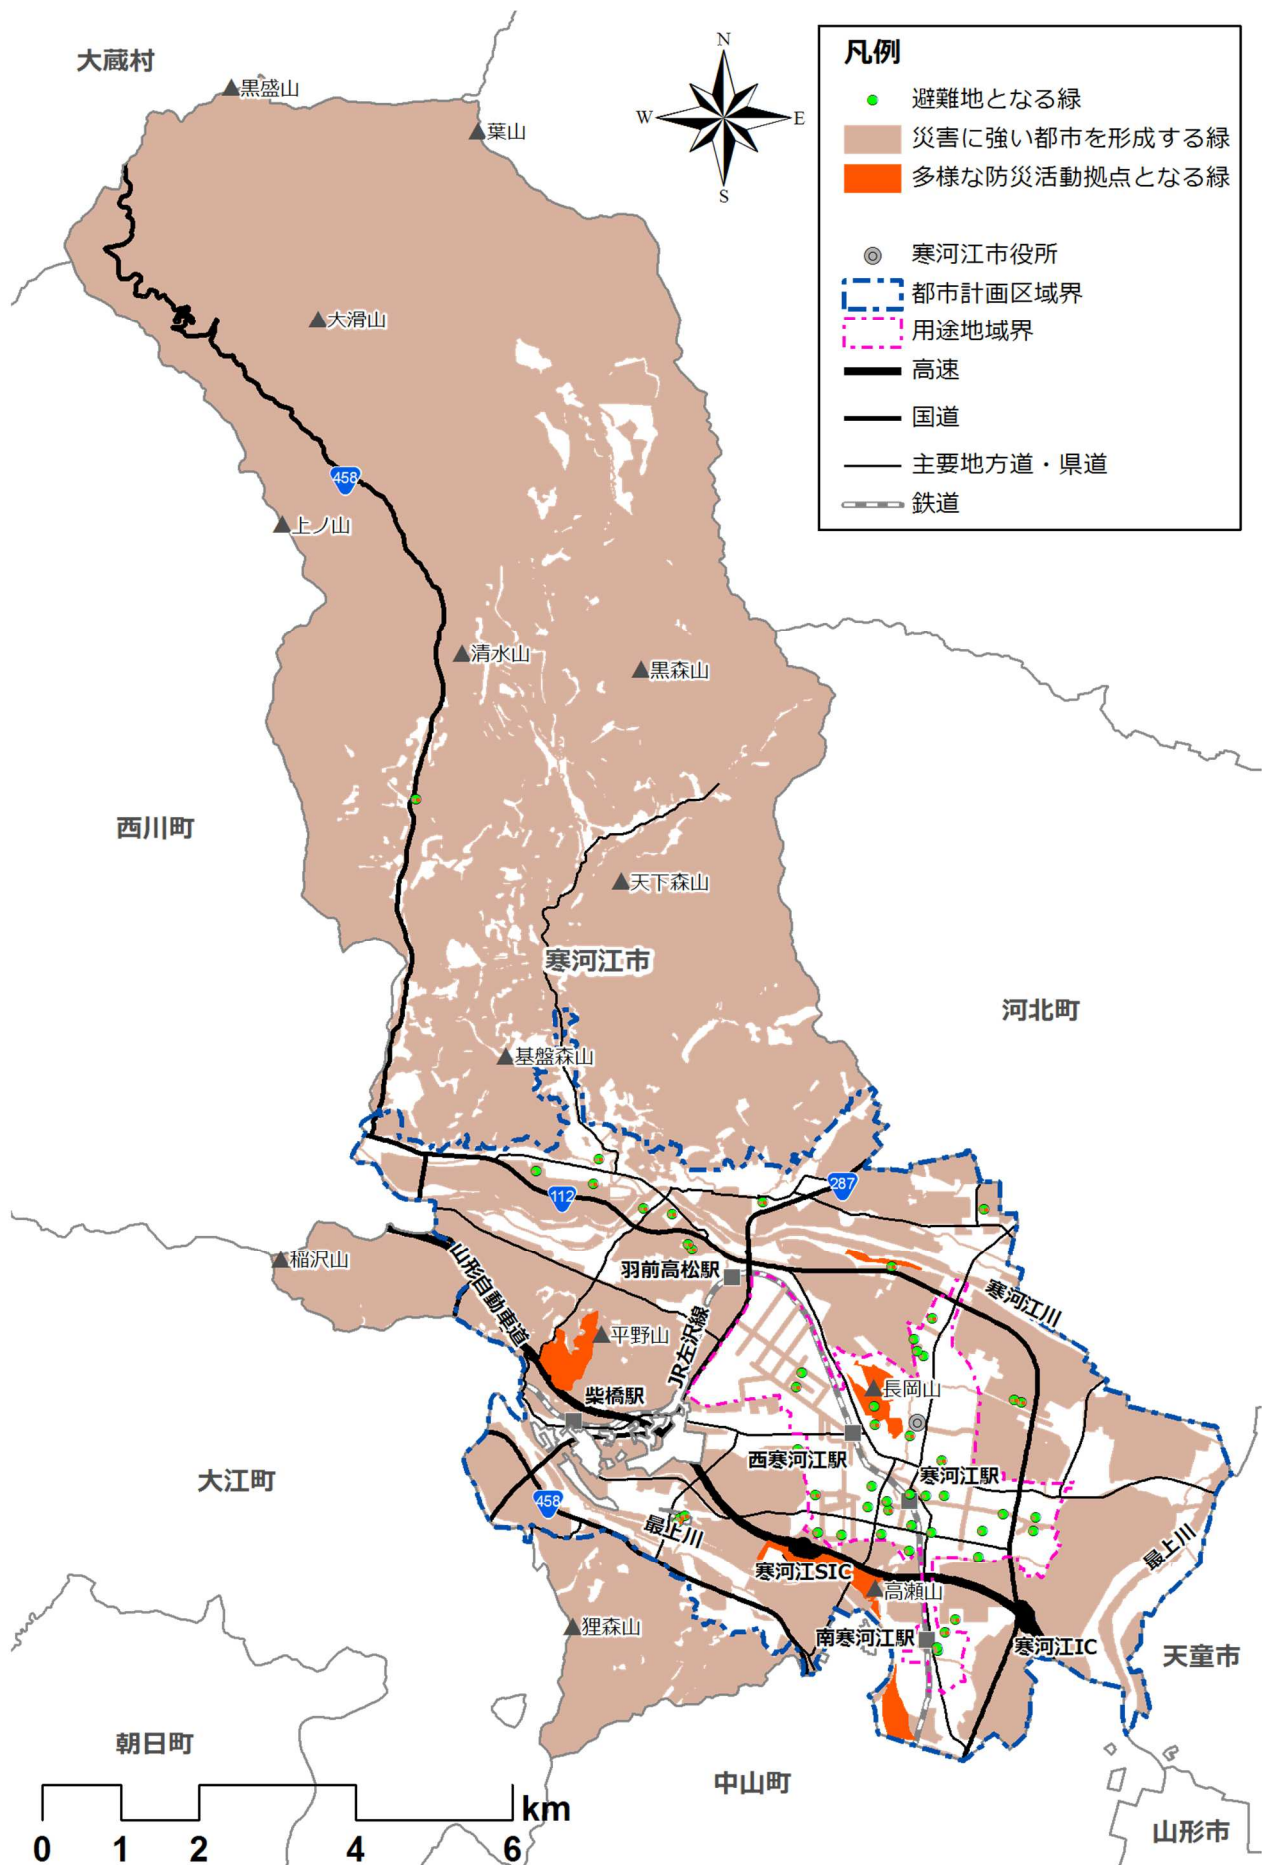 大蔵村
黒盛山
葉山
N
W
E
S
凡例
避難地となる緑
災害に強い都市を形成する緑
多様な防災活動拠点となる緑
寒河江市役所
都市計画区域界
用途地域界
高速
国道
主要地方道・県道
鉄道
大滑山
458
上ノ山
清水山
黒森山
西川町
天下森山
寒河江市
河北町
基盤森山
112
287
稲沢山
山形自動車道
羽前高松駅
寒河江川
平野山
JR左沢線
柴橋駅
長岡山
西寒河江駅
寒河江駅
大江町
458
最上川
最上川
寒河江SIC
高瀬山
狸森山
南寒河江駅
寒河江IC
天童市
朝日町
中山町
山形市
km
0 1 2 4 6